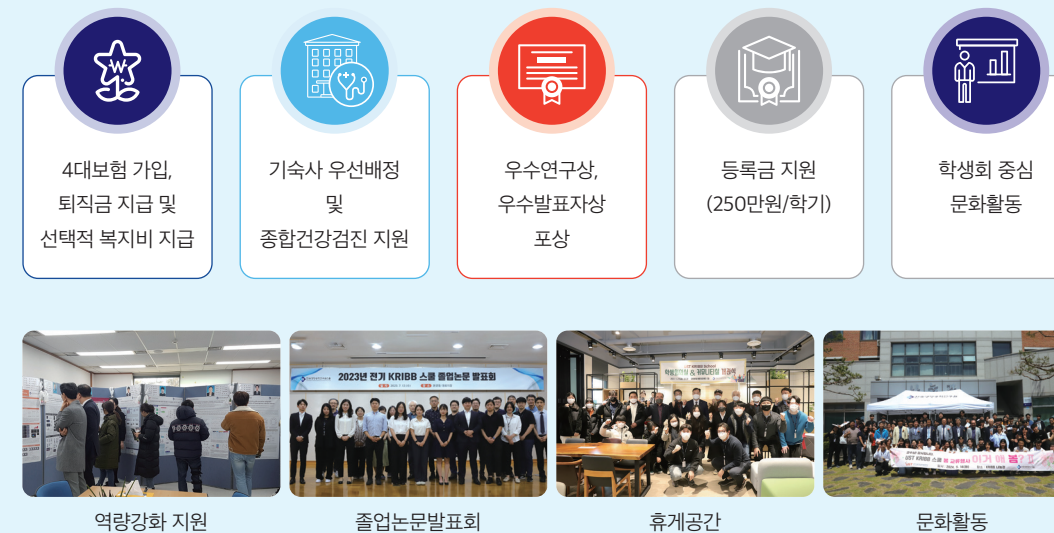 4대보험 가입,
퇴직금 지급 및
선택적 복지비 지급
기숙사 우선배정
및
종합건강검진 지원
우수연구상,
우수발표자상
포상
등록금 지원
(250만원/학기)
학생회 중심
문화활동
2023년 전기 KRIBB 스쿨 졸업논문 발표회
역량강화 지원
졸업논문발표회
휴게공간
문화활동